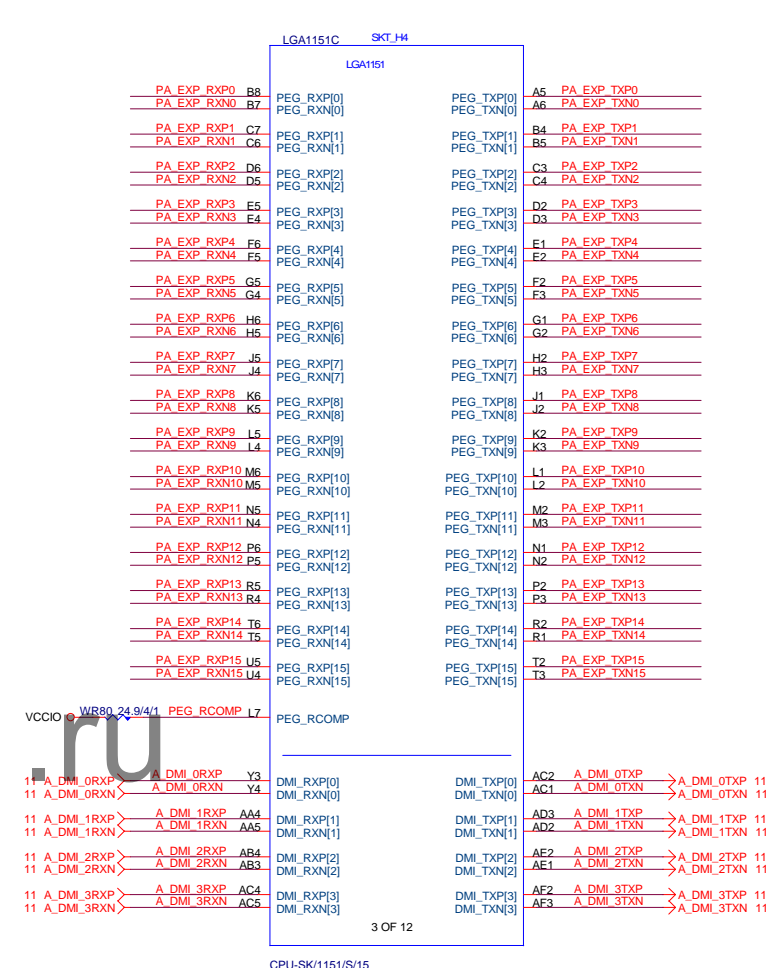 LGA1151C SKT_H4
LGA1151
PA_EXP_RXP0 B8 PEG_RXP[0] PEG_TXP[0] A5 PA_EXP_TXP0
PA_EXP_RXN0 B7 PEG_RXN[0] PEG_TXN[0] A6 PA_EXP_TXN0
PA_EXP_RXP1 C7 PEG_RXP[1] PEG_TXP[1] B4 PA_EXP_TXP1
PA_EXP_RXN1 C6 PEG_RXN[1] PEG_TXN[1] B5 PA_EXP_TXN1
PA_EXP_RXP2 D6 PEG_RXP[2] PEG_TXP[2] C3 PA_EXP_TXP2
PA_EXP_RXN2 D5 PEG_RXN[2] PEG_TXN[2] C4 PA_EXP_TXN2
PA_EXP_RXP3 E5 PEG_RXP[3] PEG_TXP[3] D2 PA_EXP_TXP3
PA_EXP_RXN3 E4 PEG_RXN[3] PEG_TXN[3] D3 PA_EXP_TXN3
PA_EXP_RXP4 F6 PEG_RXP[4] PEG_TXP[4] E1 PA_EXP_TXP4
PA_EXP_RXN4 F5 PEG_RXN[4] PEG_TXN[4] E2 PA_EXP_TXN4
PA_EXP_RXP5 G5 PEG_RXP[5] PEG_TXP[5] F2 PA_EXP_TXP5
PA_EXP_RXN5 G4 PEG_RXN[5] PEG_TXN[5] F3 PA_EXP_TXN5
PA_EXP_RXP6 H6 PEG_RXP[6] PEG_TXP[6] G1 PA_EXP_TXP6
PA_EXP_RXN6 H5 PEG_RXN[6] PEG_TXN[6] G2 PA_EXP_TXN6
PA_EXP_RXP7 J5 PEG_RXP[7] PEG_TXP[7] H2 PA_EXP_TXP7
PA_EXP_RXN7 J4 PEG_RXN[7] PEG_TXN[7] H3 PA_EXP_TXN7
PA_EXP_RXP8 K6 PEG_RXP[8] PEG_TXP[8] J1 PA_EXP_TXP8
PA_EXP_RXN8 K5 PEG_RXN[8] PEG_TXN[8] J2 PA_EXP_TXN8
PA_EXP_RXP9 L5 PEG_RXP[9] PEG_TXP[9] K2 PA_EXP_TXP9
PA_EXP_RXN9 L4 PEG_RXN[9] PEG_TXN[9] K3 PA_EXP_TXN9
PA_EXP_RXP10 M6 PEG_RXP[10] PEG_TXP[10] L1 PA_EXP_TXP10
PA_EXP_RXN10 M5 PEG_RXN[10] PEG_TXN[10] L2 PA_EXP_TXN10
PA_EXP_RXP11 N5 PEG_RXP[11] PEG_TXP[11] M2 PA_EXP_TXP11
PA_EXP_RXN11 N4 PEG_RXN[11] PEG_TXN[11] M3 PA_EXP_TXN11
PA_EXP_RXP12 P6 PEG_RXP[12] PEG_TXP[12] N1 PA_EXP_TXP12
PA_EXP_RXN12 P5 PEG_RXN[12] PEG_TXN[12] N2 PA_EXP_TXN12
PA_EXP_RXP13 R5 PEG_RXP[13] PEG_TXP[13] P2 PA_EXP_TXP13
PA_EXP_RXN13 R4 PEG_RXN[13] PEG_TXN[13] P3 PA_EXP_TXN13
PA_EXP_RXP14 T6 PEG_RXP[14] PEG_TXP[14] R2 PA_EXP_TXP14
PA_EXP_RXN14 T5 PEG_RXN[14] PEG_TXN[14] R1 PA_EXP_TXN14
PA_EXP_RXP15 U5 PEG_RXP[15] PEG_TXP[15] T2 PA_EXP_TXP15
PA_EXP_RXN15 U4 PEG_RXN[15] PEG_TXN[15] T3 PA_EXP_TXN15
VCCIO WR80 24.9/4/1 PEG_RCOMP L7 PEG_RCOMP
.ru
11 A_DMI_0RXP A_DMI_0RXP Y3 DMI_RXP[0] DMI_TXP[0] AC2 A_DMI_0TXP A_DMI_0TXP 11
11 A_DMI_0RXN A_DMI_0RXN Y4 DMI_RXN[0] DMI_TXN[0] AC1 A_DMI_0TXN A_DMI_0TXN 11
11 A_DMI_1RXP A_DMI_1RXP AA4 DMI_RXP[1] DMI_TXP[1] AD3 A_DMI_1TXP A_DMI_1TXP 11
11 A_DMI_1RXN A_DMI_1RXN AA5 DMI_RXN[1] DMI_TXN[1] AD2 A_DMI_1TXN A_DMI_1TXN 11
11 A_DMI_2RXP A_DMI_2RXP AB4 DMI_RXP[2] DMI_TXP[2] AE2 A_DMI_2TXP A_DMI_2TXP 11
11 A_DMI_2RXN A_DMI_2RXN AB3 DMI_RXN[2] DMI_TXN[2] AE1 A_DMI_2TXN A_DMI_2TXN 11
11 A_DMI_3RXP A_DMI_3RXP AC4 DMI_RXP[3] DMI_TXP[3] AF2 A_DMI_3TXP A_DMI_3TXP 11
11 A_DMI_3RXN A_DMI_3RXN AC5 DMI_RXN[3] DMI_TXN[3] AF3 A_DMI_3TXN A_DMI_3TXN 11
3 OF 12
CPU-SK/1151/S/15